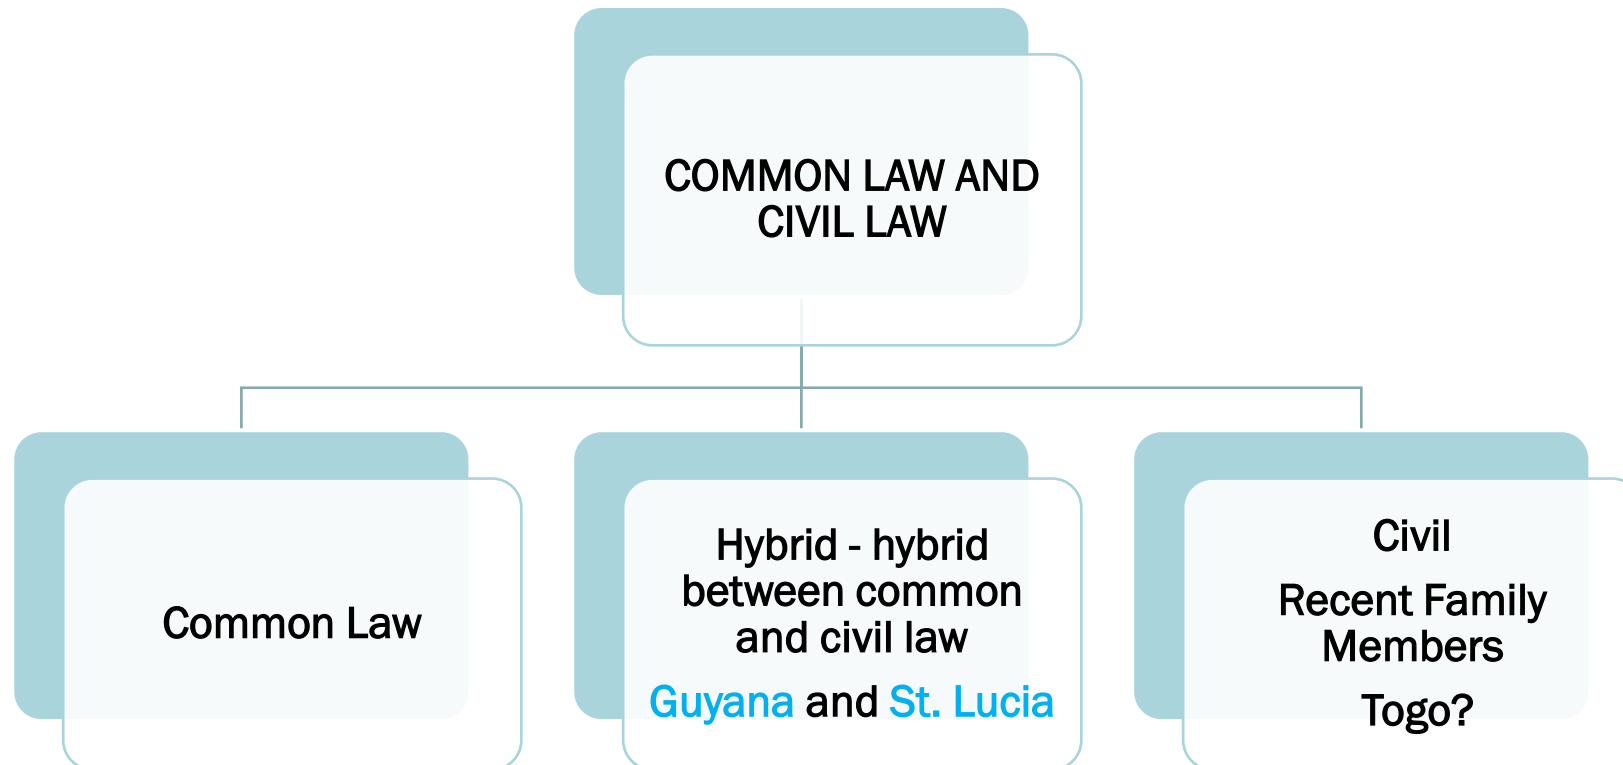 COMMON LAW AND
CIVIL LAW
Common Law
Hybrid - hybrid
between common
and civil law
Guyana and St. Lucia
Civil
Recent Family
Members
Togo?